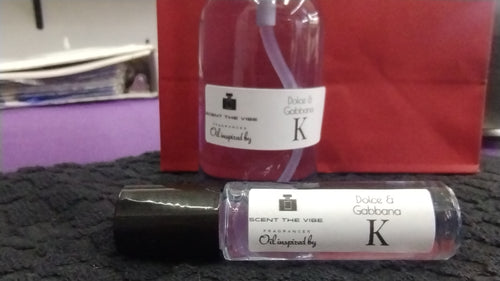 SCENT THE VIBE
FRAGRANCES
Oil inspired by
Dolce &
Gabbana
K
SCENT THE VIBE
FRAGRANCES
Oil inspired by
Dolce &
Gabbana
K